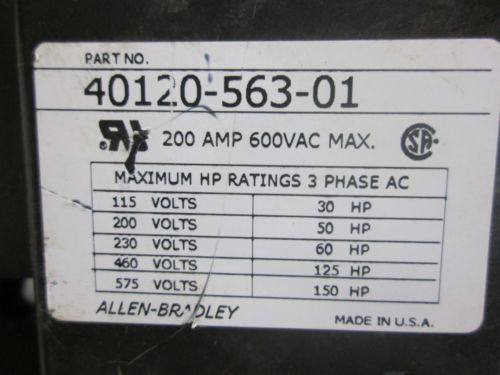 PART NO.
40120-563-01
200 AMP 600VAC MAX.
MAXIMUM HP RATINGS 3 PHASE AC
115 VOLTS 30 HP
200 VOLTS 50 HP
230 VOLTS 60 HP
460 VOLTS 125 HP
575 VOLTS 150 HP
ALLEN-BRADLEY
MADE IN U.S.A.